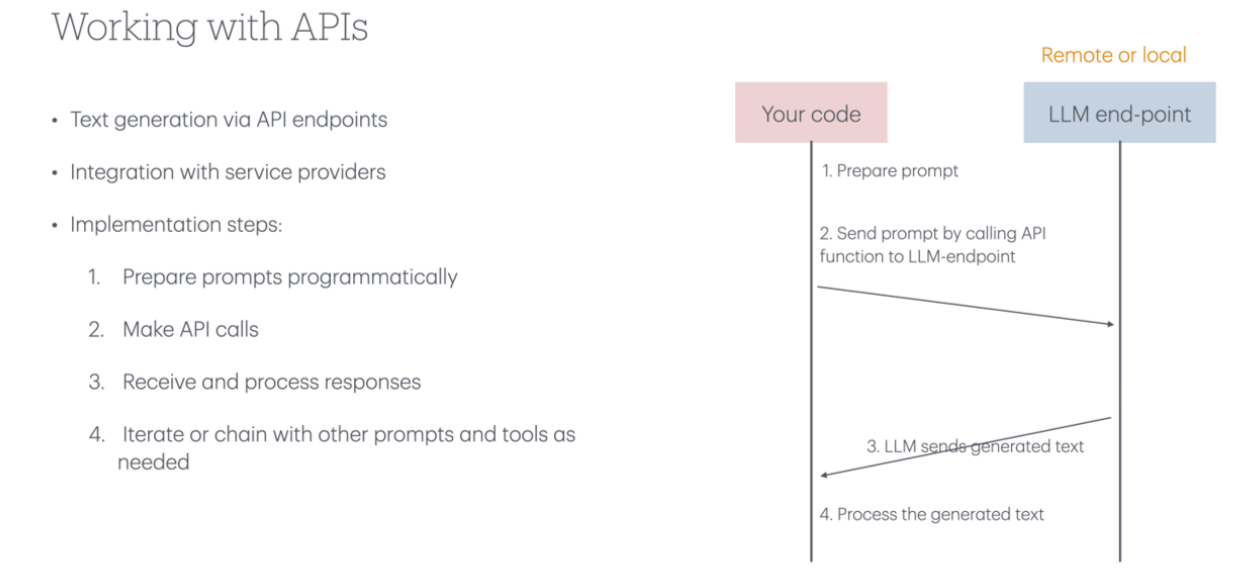 Working with APIs
• Text generation via API endpoints
• Integration with service providers
• Implementation steps:
1. Prepare prompts programmatically
2. Make API calls
3. Receive and process responses
4. Iterate or chain with other prompts and tools as
needed
Remote or local
Your code
LLM end-point
1. Prepare prompt
2. Send prompt by calling API
function to LLM-endpoint
3. LLM sends generated text
4. Process the generated text